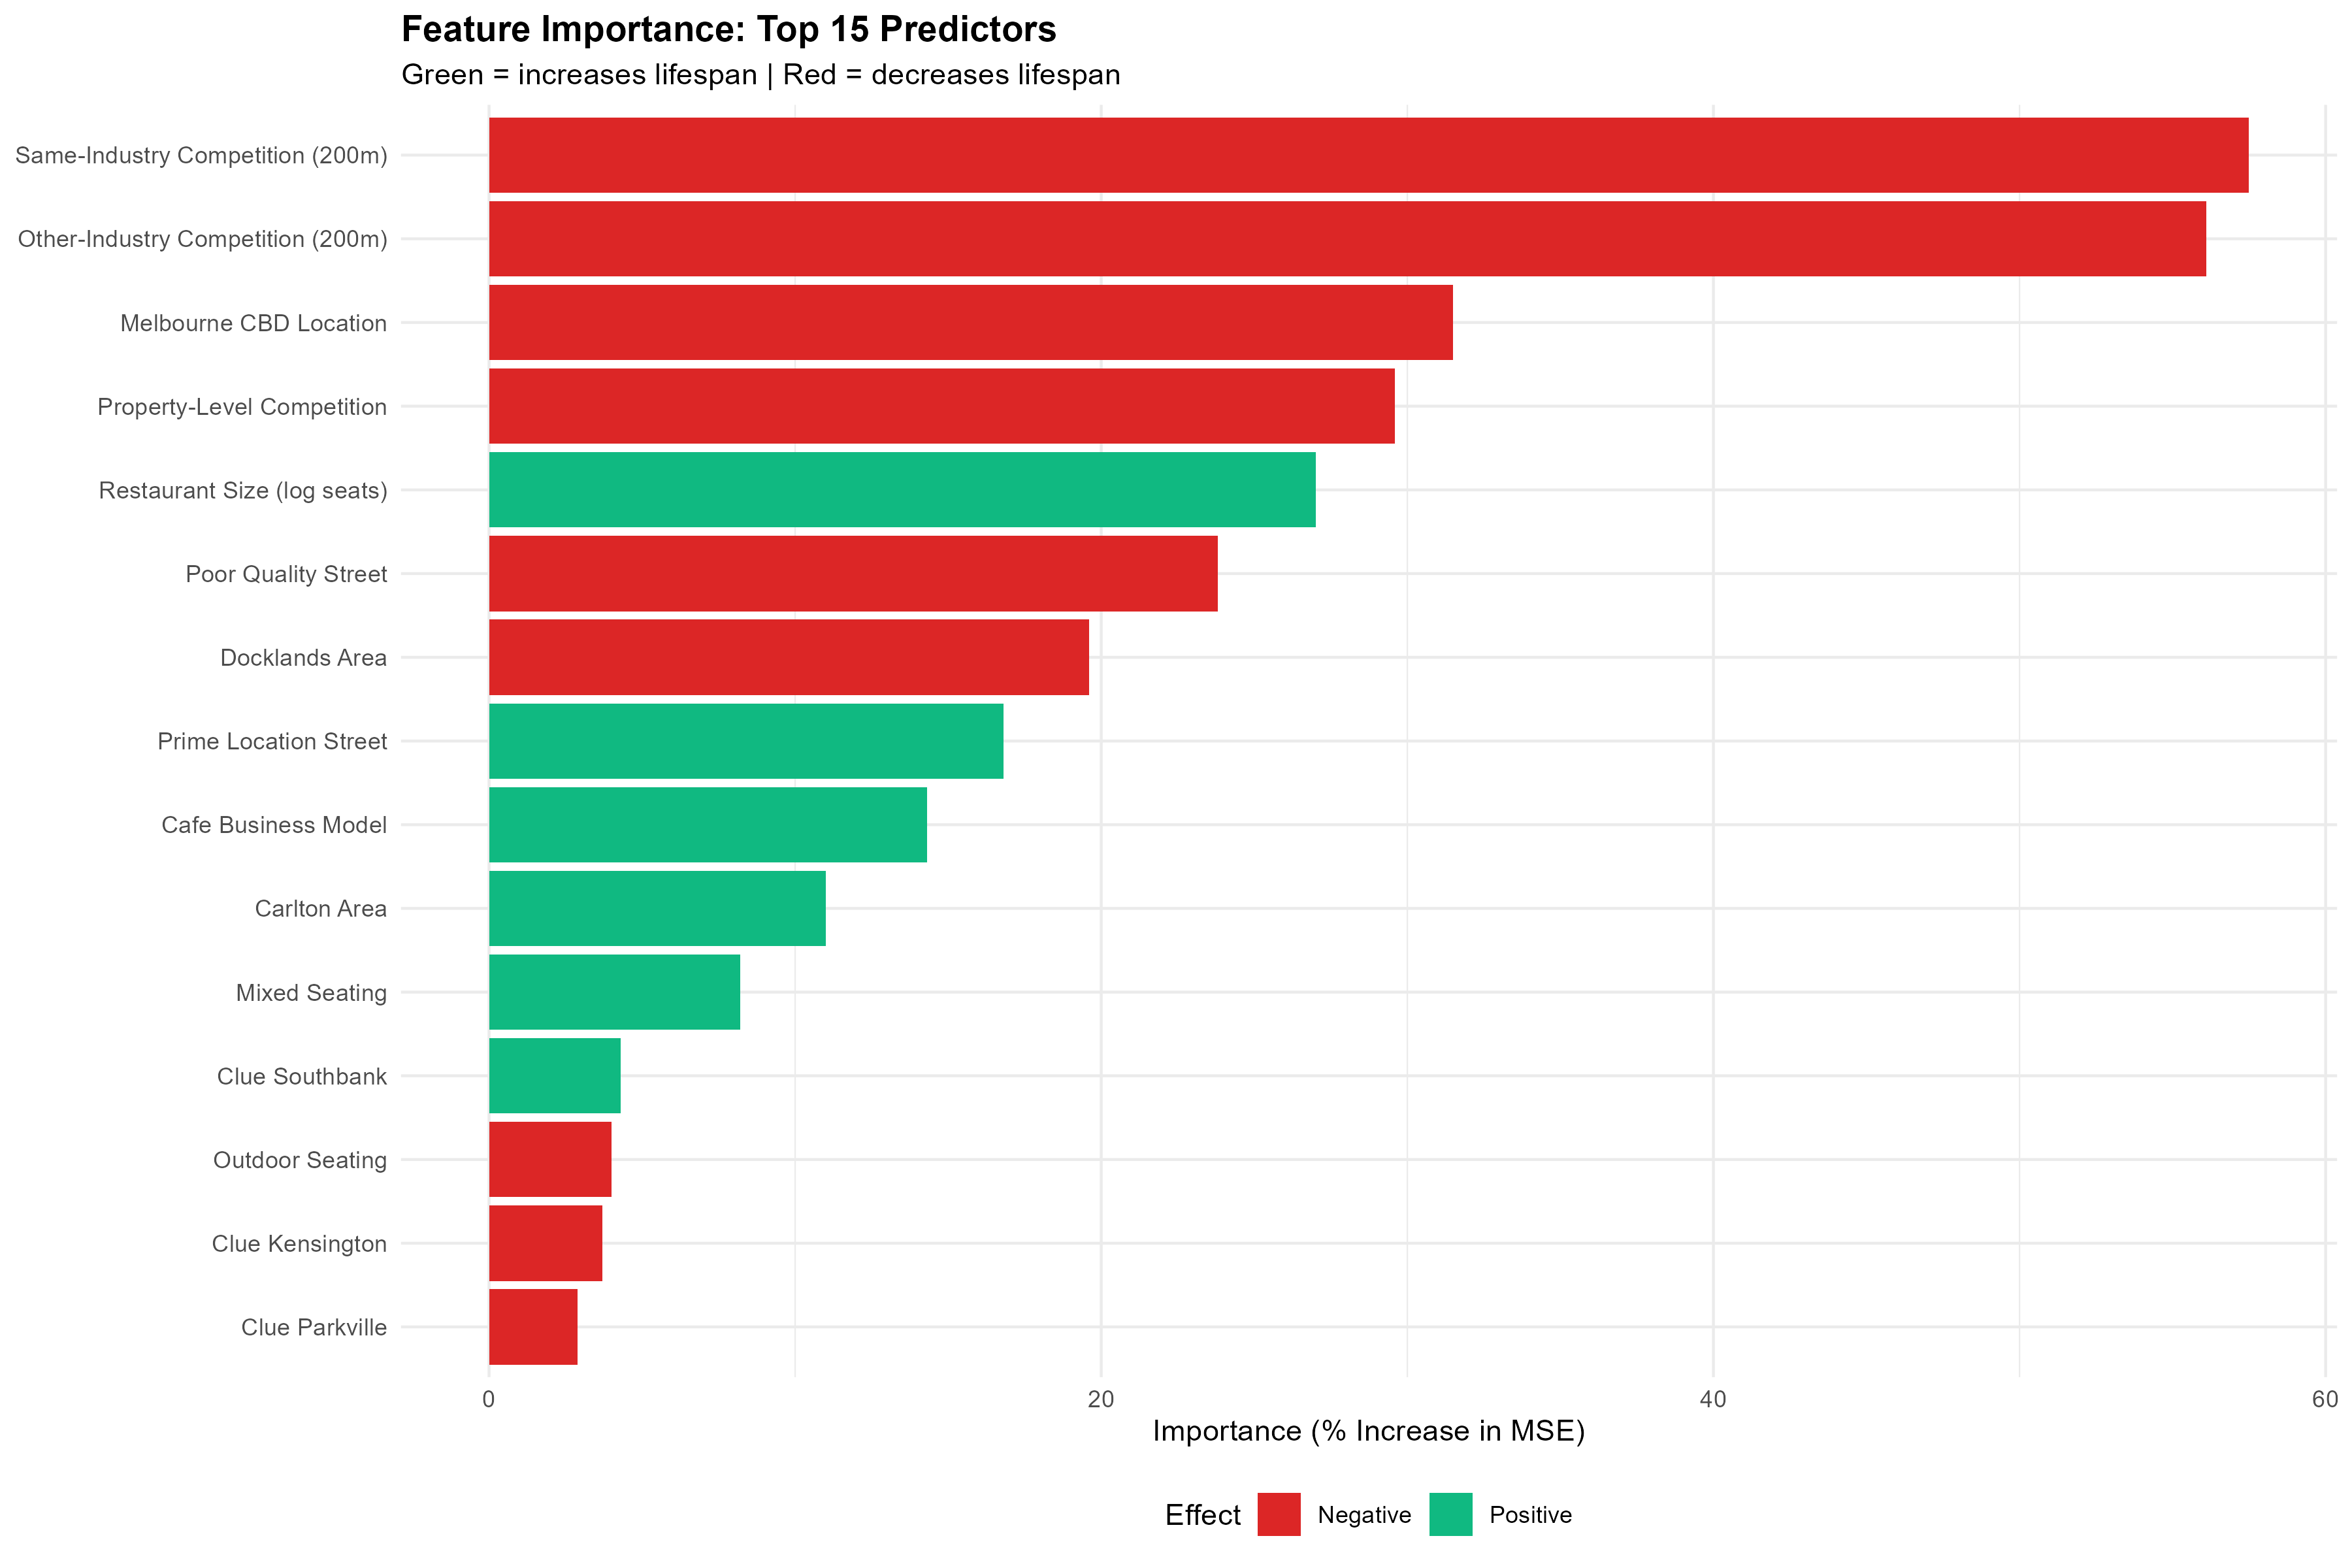 Feature Importance: Top 15 Predictors
Green = increases lifespan | Red = decreases lifespan
Same-Industry Competition (200m)
Other-Industry Competition (200m)
Melbourne CBD Location
Property-Level Competition
Restaurant Size (log seats)
Poor Quality Street
Docklands Area
Prime Location Street
Cafe Business Model
Carlton Area
Mixed Seating
Clue Southbank
Outdoor Seating
Clue Kensington
Clue Parkville
0 20 40 60
Importance (% Increase in MSE)
Effect Negative Positive